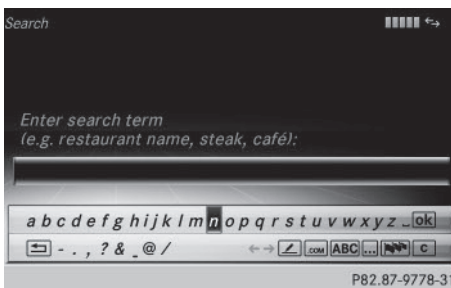 Search
Enter search term
(e.g. restaurant name, steak, café):
a b c d e f g h i j k l m n o p q r s t u v w x y z _ ok
- . , ? & _ @ / .com ABC ... c
P82.87-9778-31